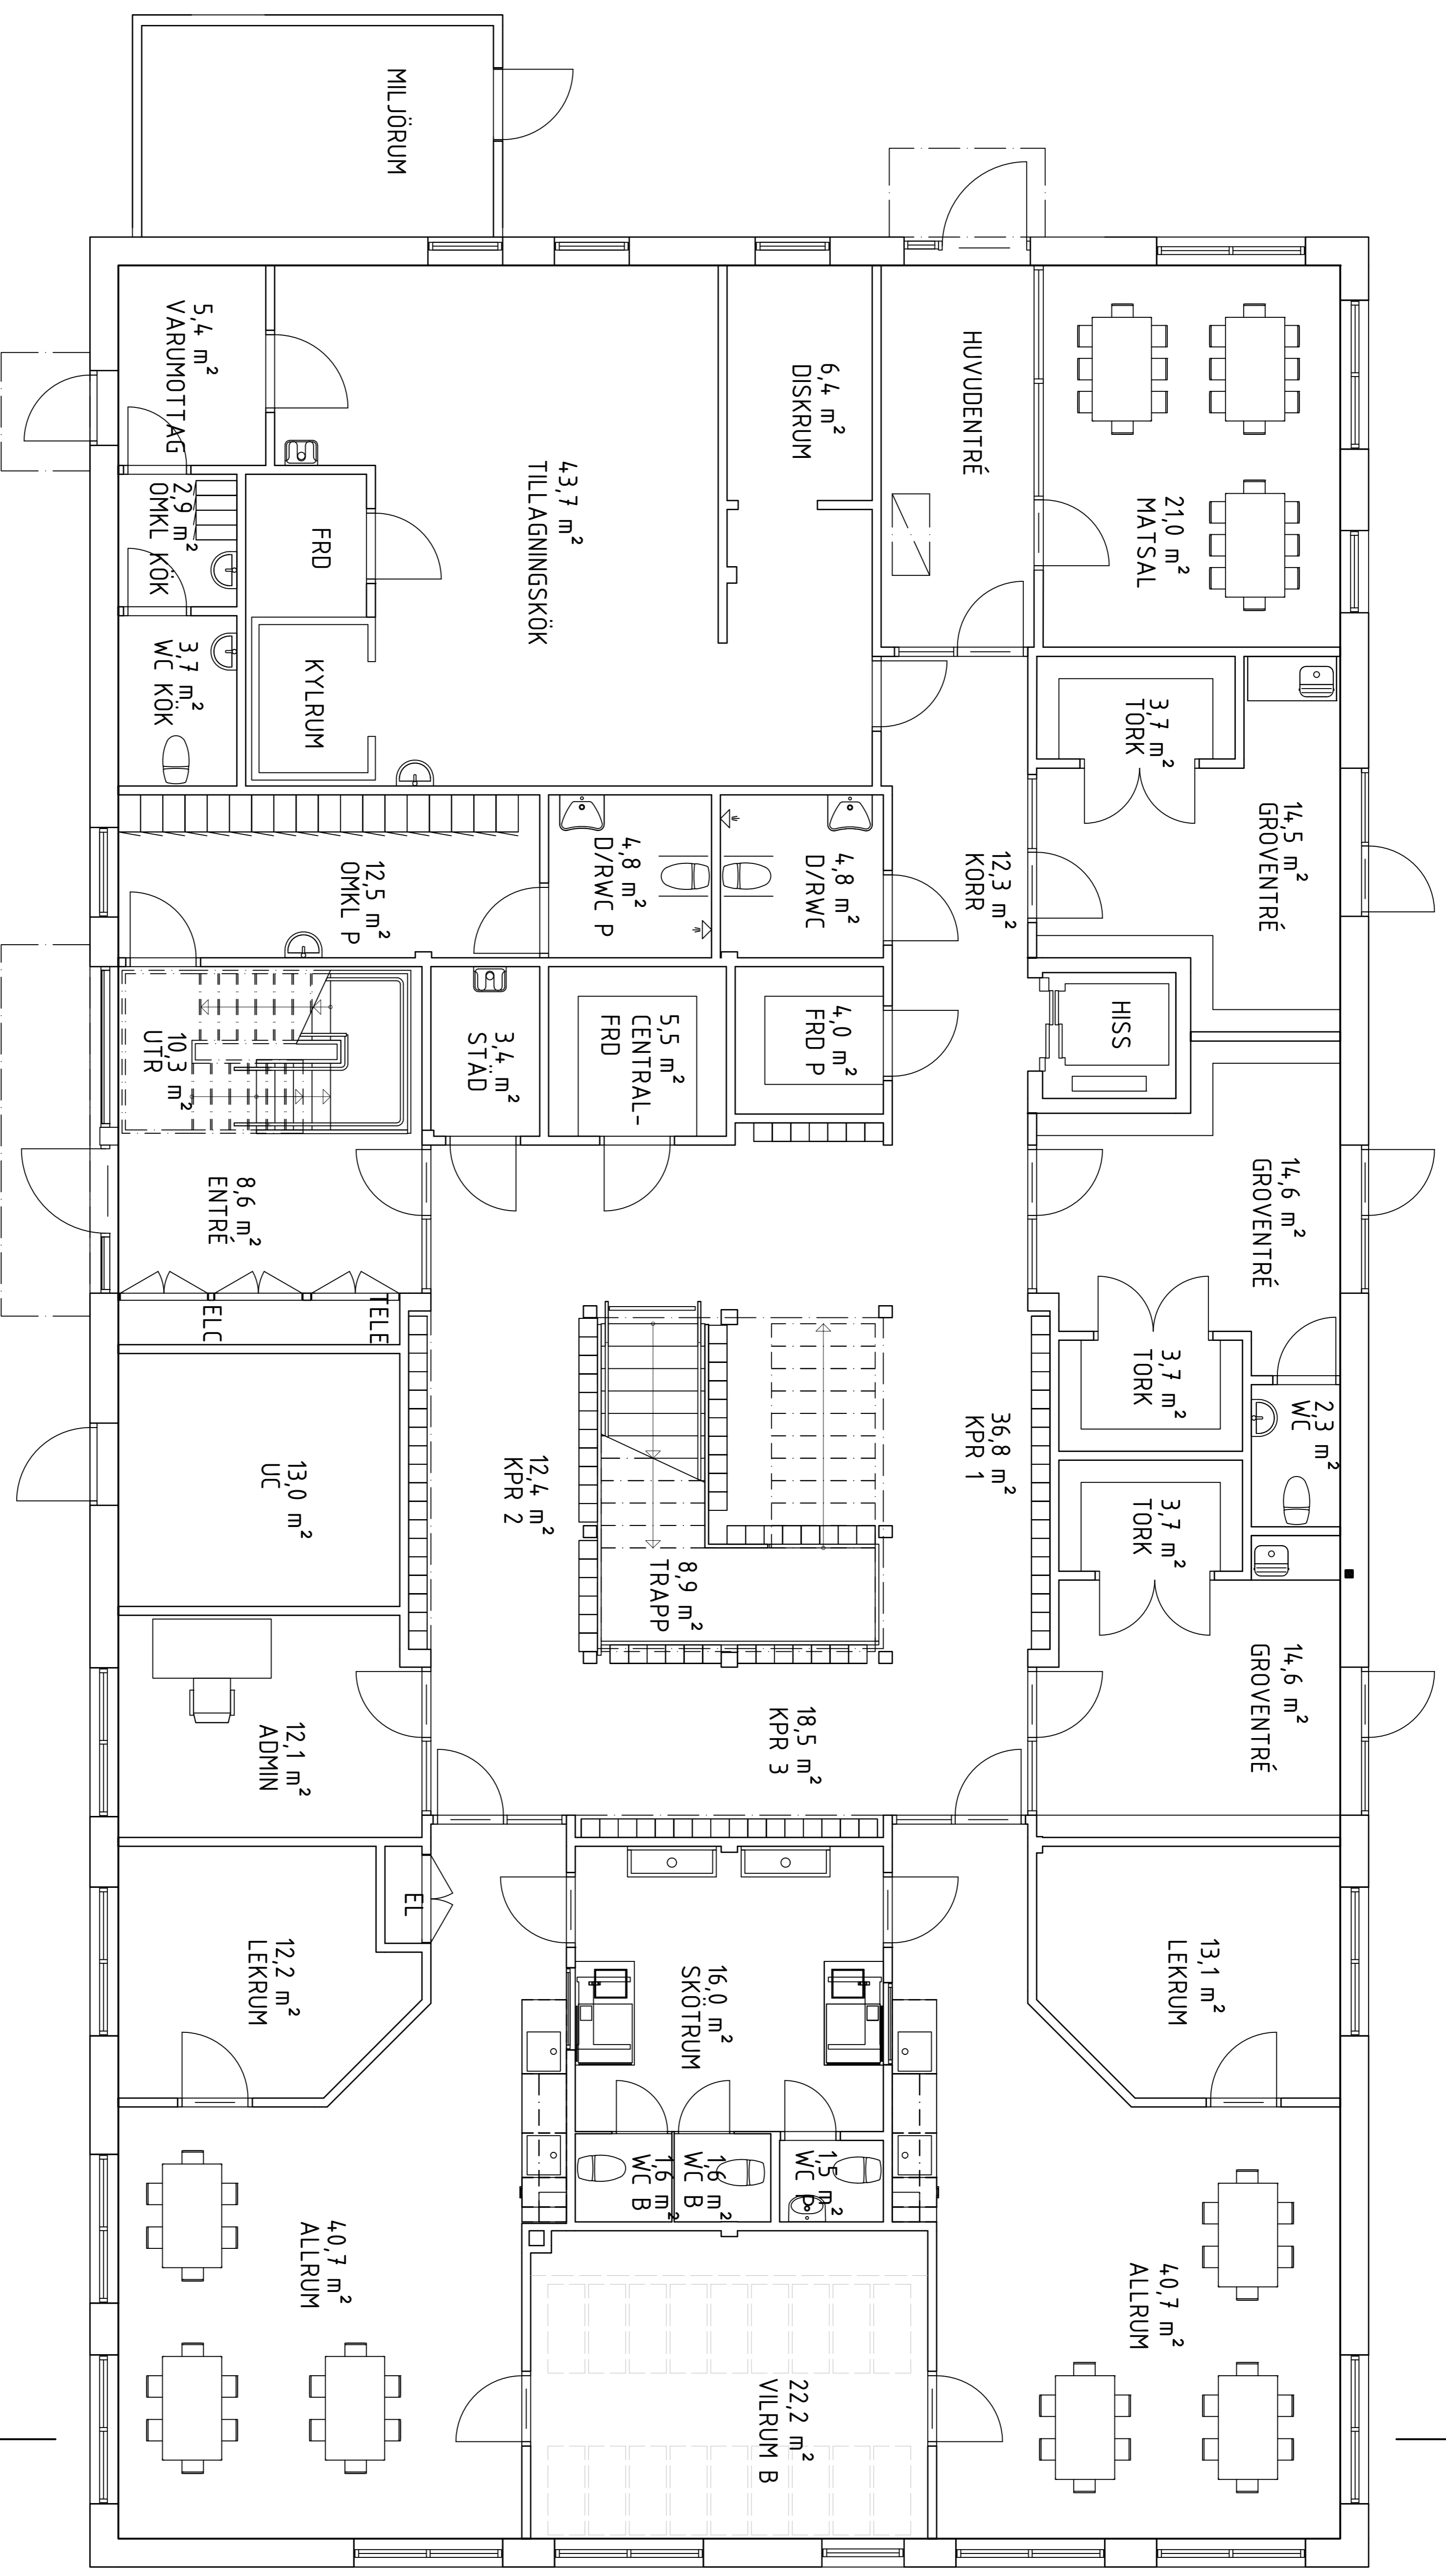 MILJÖRUM
5,4 m²
VARUMOTTAG
2,9 m²
OMKL KÖK
3,7 m²
WC KÖK
FRD
KYLRUM
43,7 m²
TILLAGNINGSKÖK
6,4 m²
DISKRUM
HUVUDENTRÉ
21,0 m²
MATSAL
3,7 m²
TORK
14,5 m²
GROVENTRÉ
12,3 m²
KORR
4,8 m²
D/RWC
4,8 m²
D/RWC P
12,5 m²
OMKL P
10,3 m²
UTR
3,4 m²
STÄD
5,5 m²
CENTRAL-
FRD
4,0 m²
FRD P
HISS
14,6 m²
GROVENTRÉ
8,6 m²
ENTRÉ
ELC
TELE
3,7 m²
TORK
2,3 m²
WC
36,8 m²
KPR 1
12,4 m²
KPR 2
13,0 m²
UC
3,7 m²
TORK
8,9 m²
TRAPP
14,6 m²
GROVENTRÉ
18,5 m²
KPR 3
12,1 m²
ADMIN
EL
12,2 m²
LEKRUM
16,0 m²
SKÖTRUM
13,1 m²
LEKRUM
1,6 m²
WC B
1,6 m²
WC B
1,5 m²
WC P
40,7 m²
ALLRUM
40,7 m²
ALLRUM
22,2 m²
VILRUM B